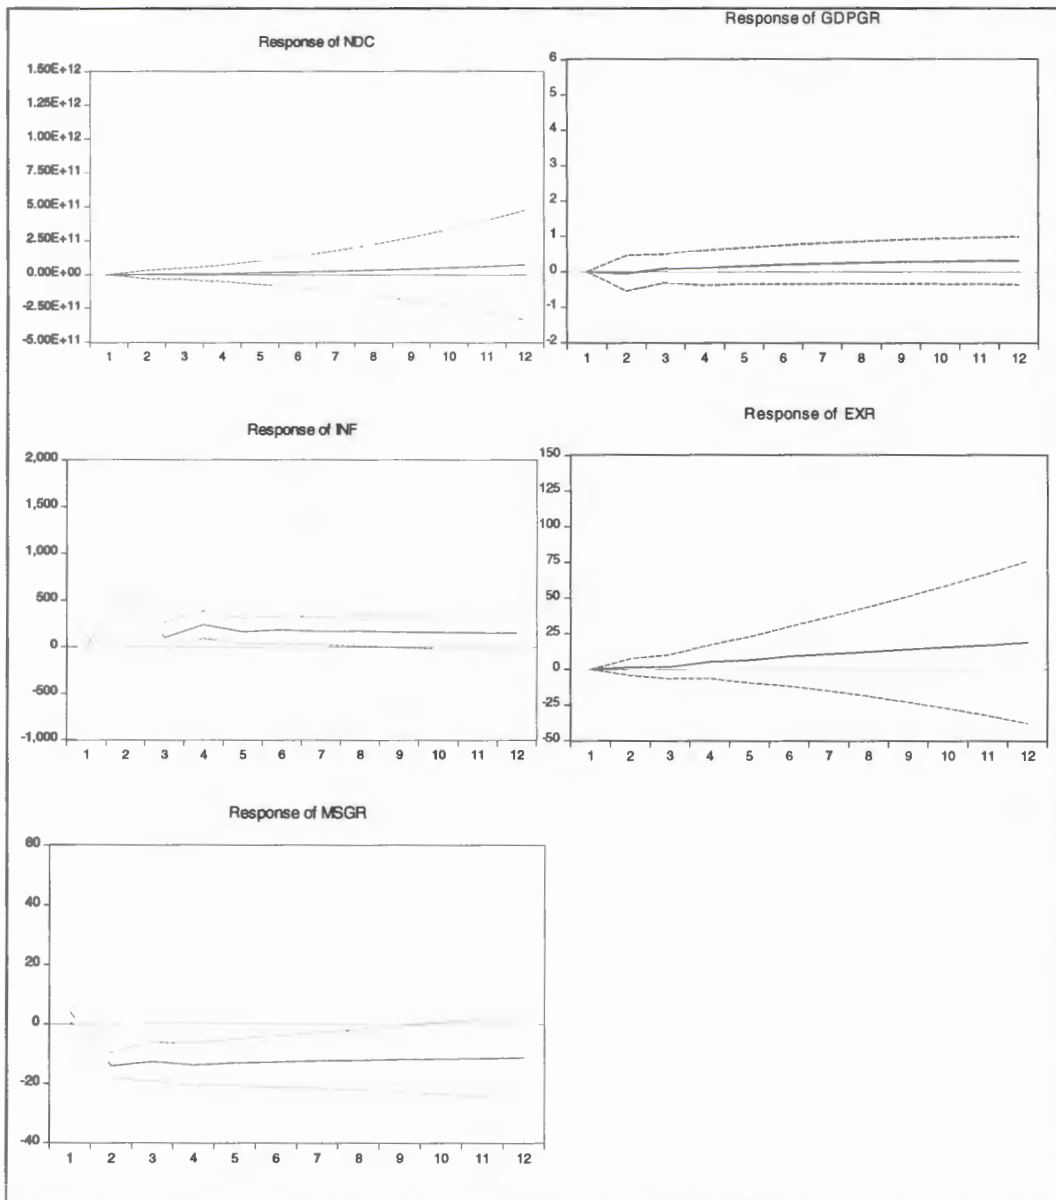 Response of NDC
1.50E+12
1.25E+12
1.00E+12
7.50E+11
5.00E+11
2.50E+11
0.00E+00
-2.50E+11
-5.00E+11
1 2 3 4 5 6 7 8 9 10 11 12
Response of GDPGR
6
5
4
3
2
1
0
-1
-2
1 2 3 4 5 6 7 8 9 10 11 12
Response of INF
2,000
1,500
1,000
500
0
-500
-1,000
1 2 3 4 5 6 7 8 9 10 11 12
Response of EXR
150
125
100
75
50
25
0
-25
-50
1 2 3 4 5 6 7 8 9 10 11 12
Response of MSGR
60
40
20
0
-20
-40
1 2 3 4 5 6 7 8 9 10 11 12